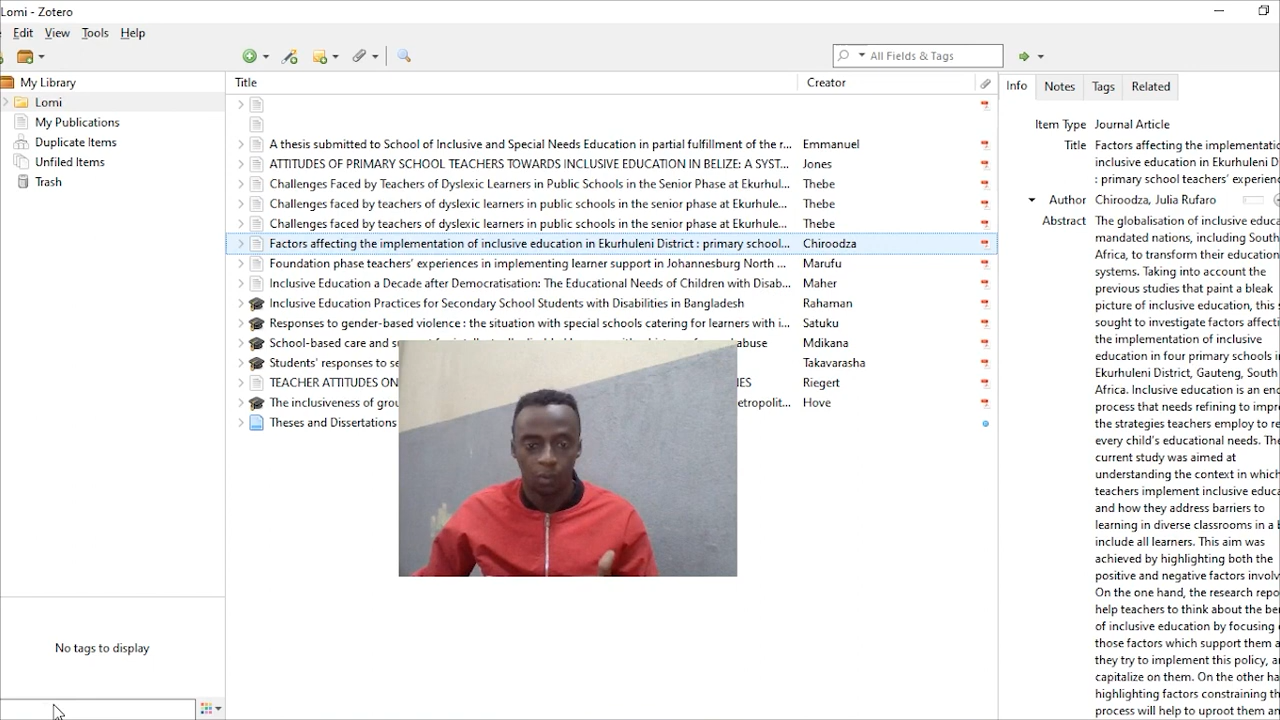 Lomi - Zotero
Edit View Tools Help
All Fields & Tags
My Library
Lomi
My Publications
Duplicate Items
Unfiled Items
Trash
No tags to display
Title Creator
A thesis submitted to School of Inclusive and Special Needs Education in partial fulfillment of the r... Emmanuel
ATTITUDES OF PRIMARY SCHOOL TEACHERS TOWARDS INCLUSIVE EDUCATION IN BELIZE: A SYST... Jones
Challenges Faced by Teachers of Dyslexic Learners in Public Schools in the Senior Phase at Ekurhul... Thebe
Challenges faced by teachers of dyslexic learners in public schools in the senior phase at Ekurhule... Thebe
Challenges faced by teachers of dyslexic learners in public schools in the senior phase at Ekurhule... Thebe
Factors affecting the implementation of inclusive education in Ekurhuleni District : primary school... Chiroodza
Foundation phase teachers' experiences in implementing learner support in Johannesburg North ... Marufu
Inclusive Education a Decade after Democratisation: The Educational Needs of Children with Disab... Maher
Inclusive Education Practices for Secondary School Students with Disabilities in Bangladesh Rahaman
Responses to gender-based violence : the situation with special schools catering for learners with i... Satuku
School-based care and abuse Mdikana
Students' responses to se Takavarasha
TEACHER ATTITUDES ON Riegert
The inclusiveness of grou etropolit... Hove
Theses and Dissertations
Info Notes Tags Related
Item Type Journal Article
Title Factors affecting the implementatio
inclusive education in Ekurhuleni D
: primary school teachers' experienc
Author Chiroodza, Julia Rufaro
Abstract The globalisation of inclusive educa
mandated nations, including South
Africa, to transform their education
systems. Taking into account the
previous studies that paint a bleak
picture of inclusive education, this s
sought to investigate factors affecti
the implementation of inclusive
education in four primary schools i
Ekurhuleni District, Gauteng, South
Africa. Inclusive education is an en
process that needs refining to impr
the strategies teachers employ to re
every child's educational needs. The
current study was aimed at
understanding the context in which
teachers implement inclusive educa
and how they address barriers to
learning in diverse classrooms in a b
include all learners. This aim was
achieved by highlighting both the
positive and negative factors involv
On the one hand, the research repo
help teachers to think about the be
of inclusive education by focusing o
those factors which support them a
they try to implement this policy, an
capitalize on them. On the other ha
highlighting factors constraining th
process will help to uproot them an